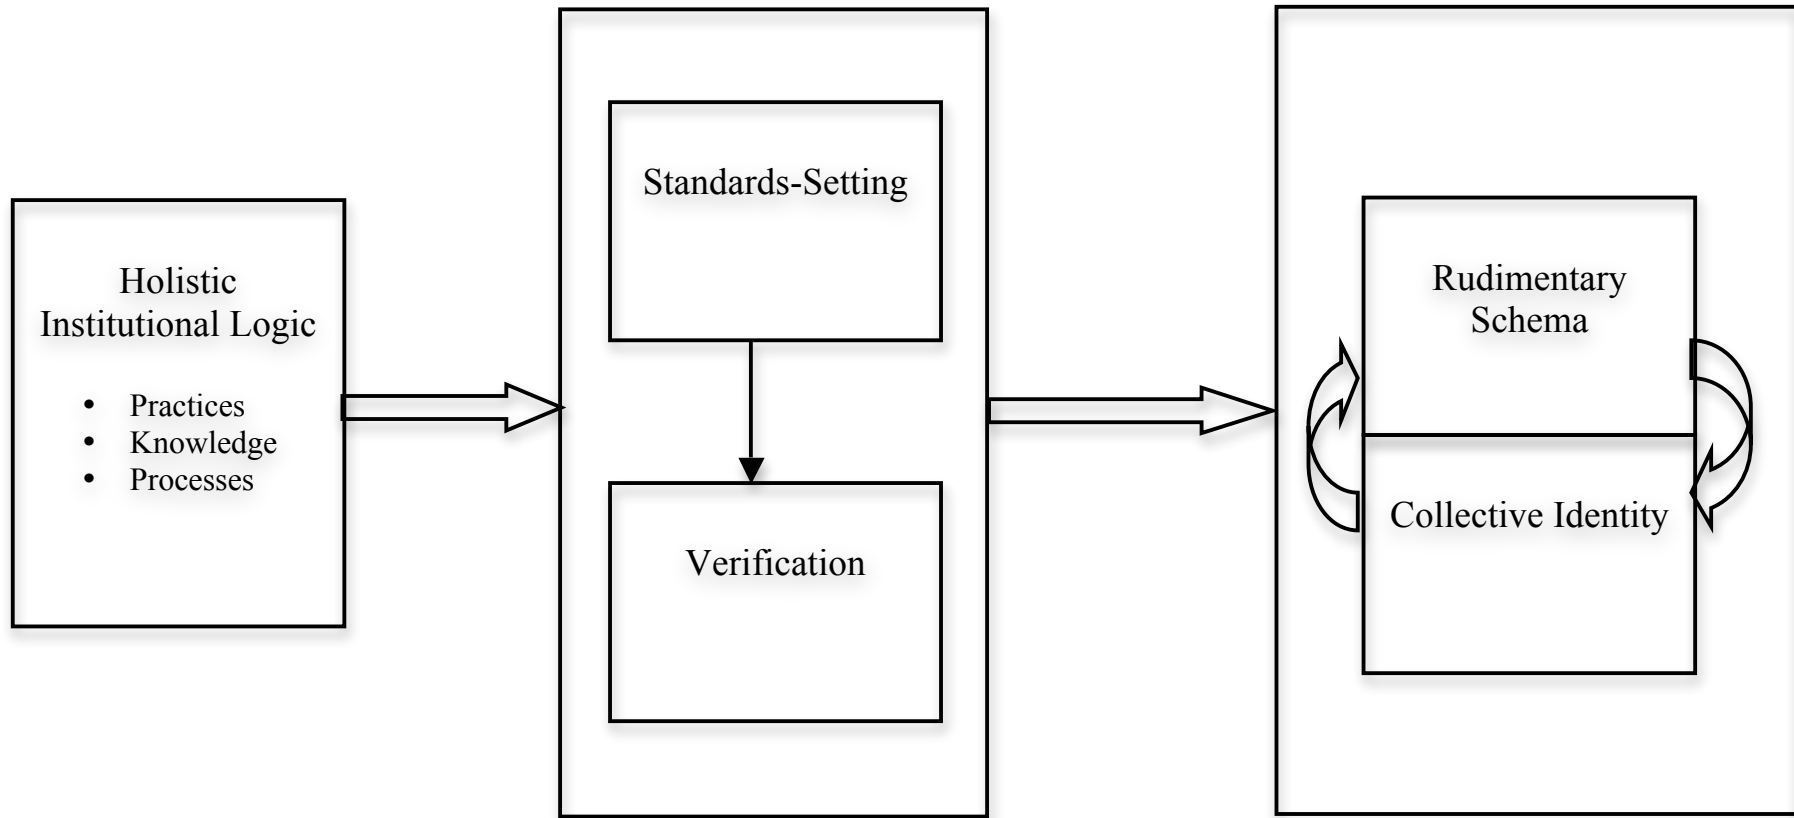 Holistic
Institutional Logic
• Practices
• Knowledge
• Processes
Standards-Setting
Verification
Rudimentary
Schema
Collective Identity